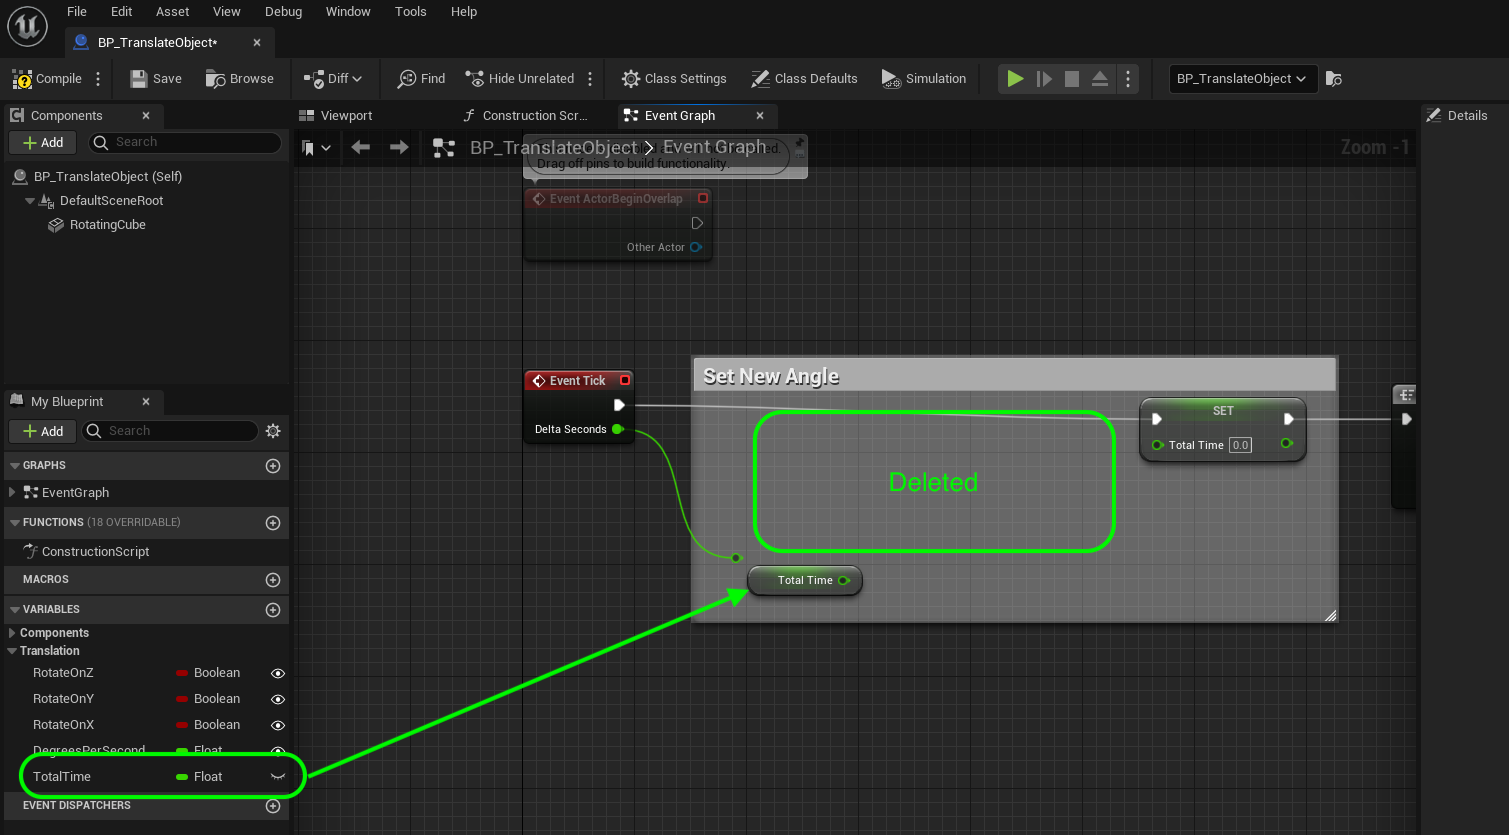 File Edit Asset View Debug Window Tools Help
BP_TranslateObject*
Compile Save Browse Diff Find Hide Unrelated Class Settings Class Defaults Simulation BP_TranslateObject
Components
Add Search
BP_TranslateObject (Self)
DefaultSceneRoot
RotatingCube
My Blueprint
Add Search
GRAPHS
EventGraph
FUNCTIONS (18 OVERRIDABLE)
ConstructionScript
MACROS
VARIABLES
Components
Translation
RotateOnZ Boolean
RotateOnY Boolean
RotateOnX Boolean
DegreesPerSecond Float
TotalTime Float
EVENT DISPATCHERS
Viewport Construction Scr... Event Graph
BP_TranslateObject > Event Graph Zoom -1
Drag off pins to build functionality.
Event ActorBeginOverlap
Other Actor
Event Tick
Delta Seconds
Set New Angle
Deleted
SET
Total Time 0.0
Total Time
Details